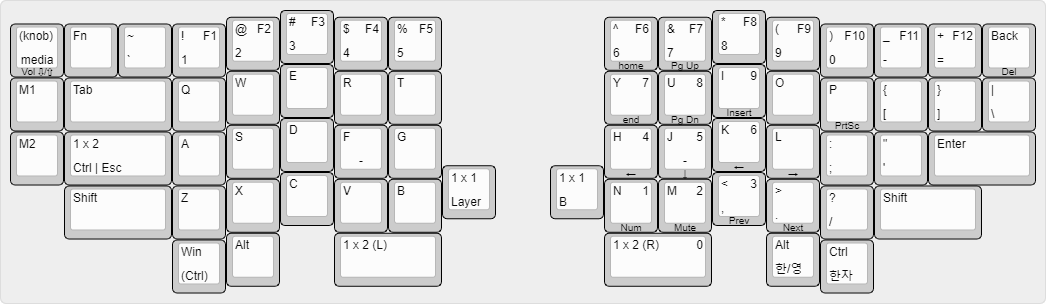 (knob)
media
Vol ⇩/⇧
Fn
~
`
! F1
1
@ F2
2
# F3
3
$ F4
4
% F5
5
^ F6
6
home
& F7
7
Pg Up
* F8
8
( F9
9
) F10
0
_ F11
-
+ F12
=
Back
Del
M1
Tab
Q
W
E
R
T
Y 7
end
U 8
Pg Dn
I 9
Insert
O
P
PrtSc
{
[
}
]
|
\
M2
1 x 2
Ctrl | Esc
A
S
D
F
-
G
H 4
←
J 5
-
↓
K 6
←
L
→
:
;
"
'
Enter
Shift
Z
X
C
V
B
1 x 1
Layer
1 x 1
B
N 1
Num
M 2
Mute
< 3
,
Prev
>
.
Next
?
/
Shift
Win
(Ctrl)
Alt
1 x 2 (L)
1 x 2 (R) 0
Alt
한/영
Ctrl
한자